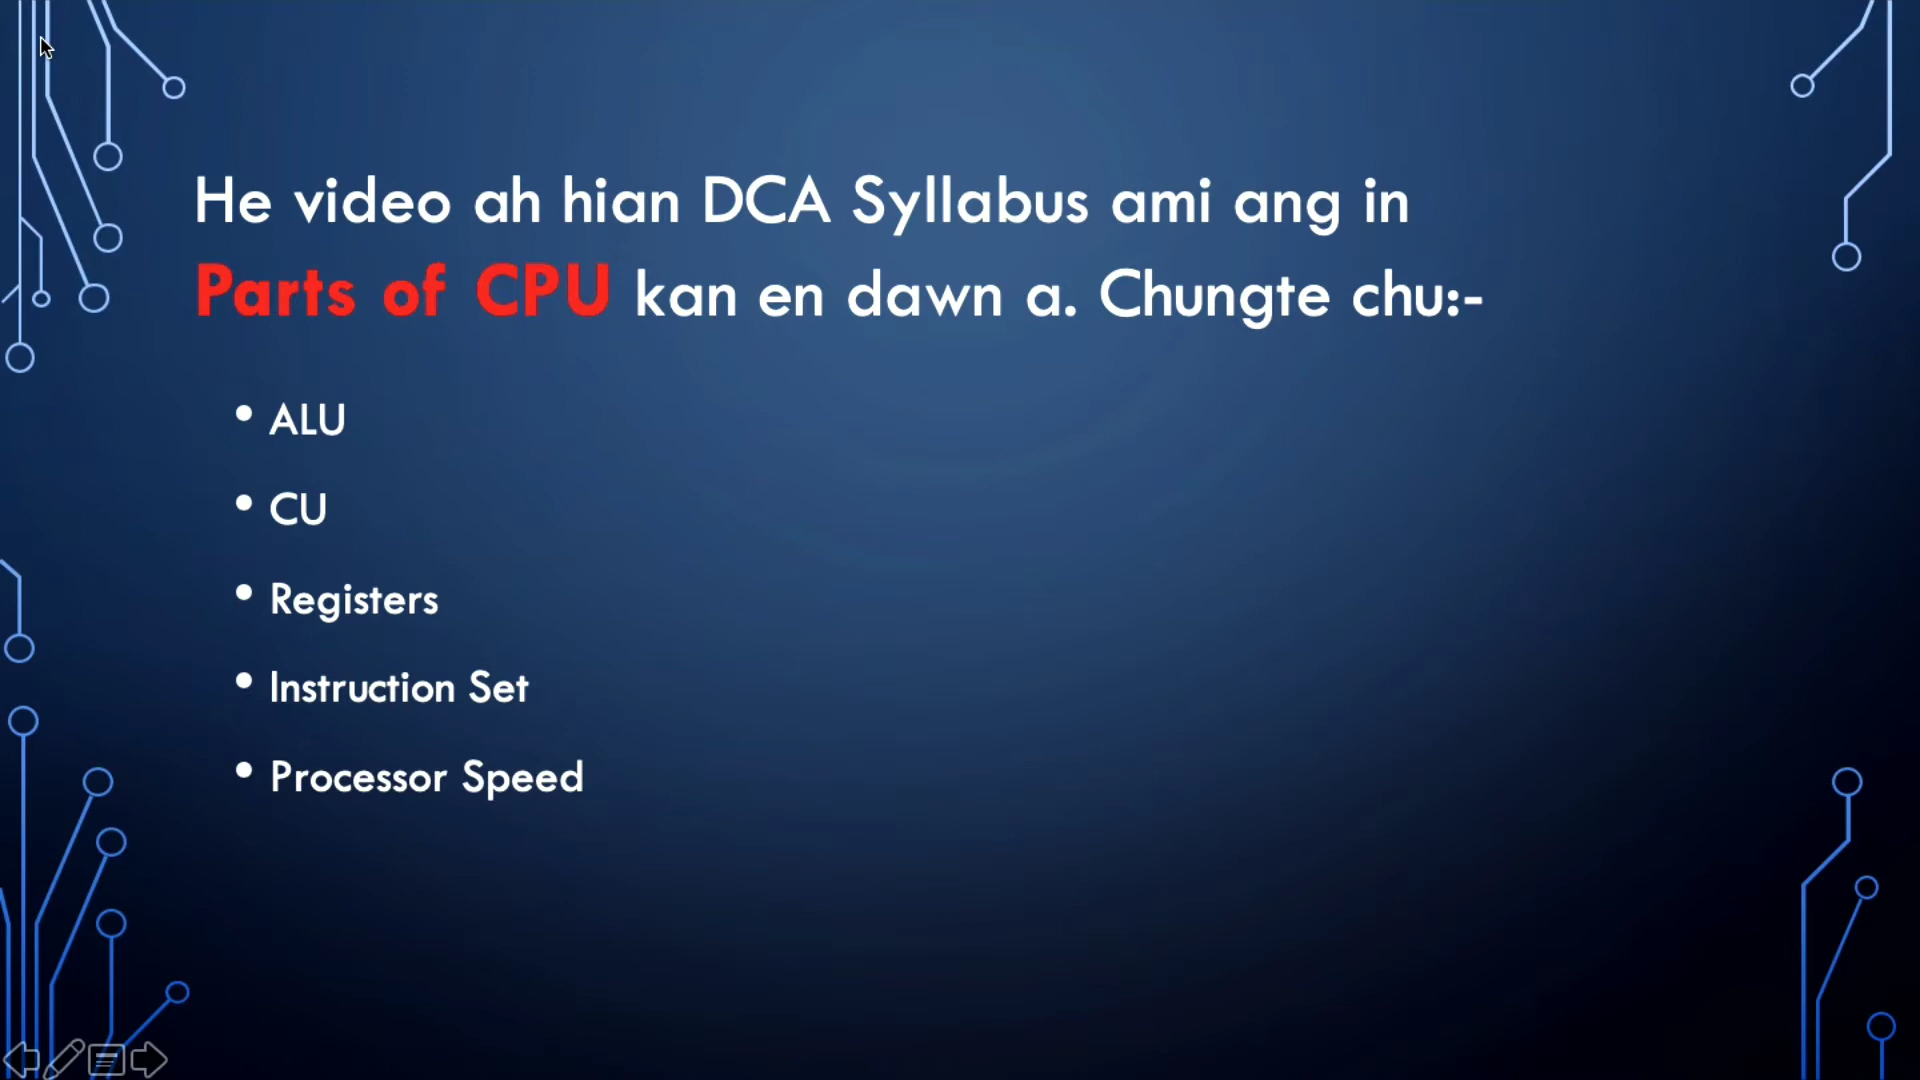 He video ah hian DCA Syllabus ami ang in
Parts of CPU kan en dawn a. Chungte chu:-
• ALU
• CU
• Registers
• Instruction Set
• Processor Speed